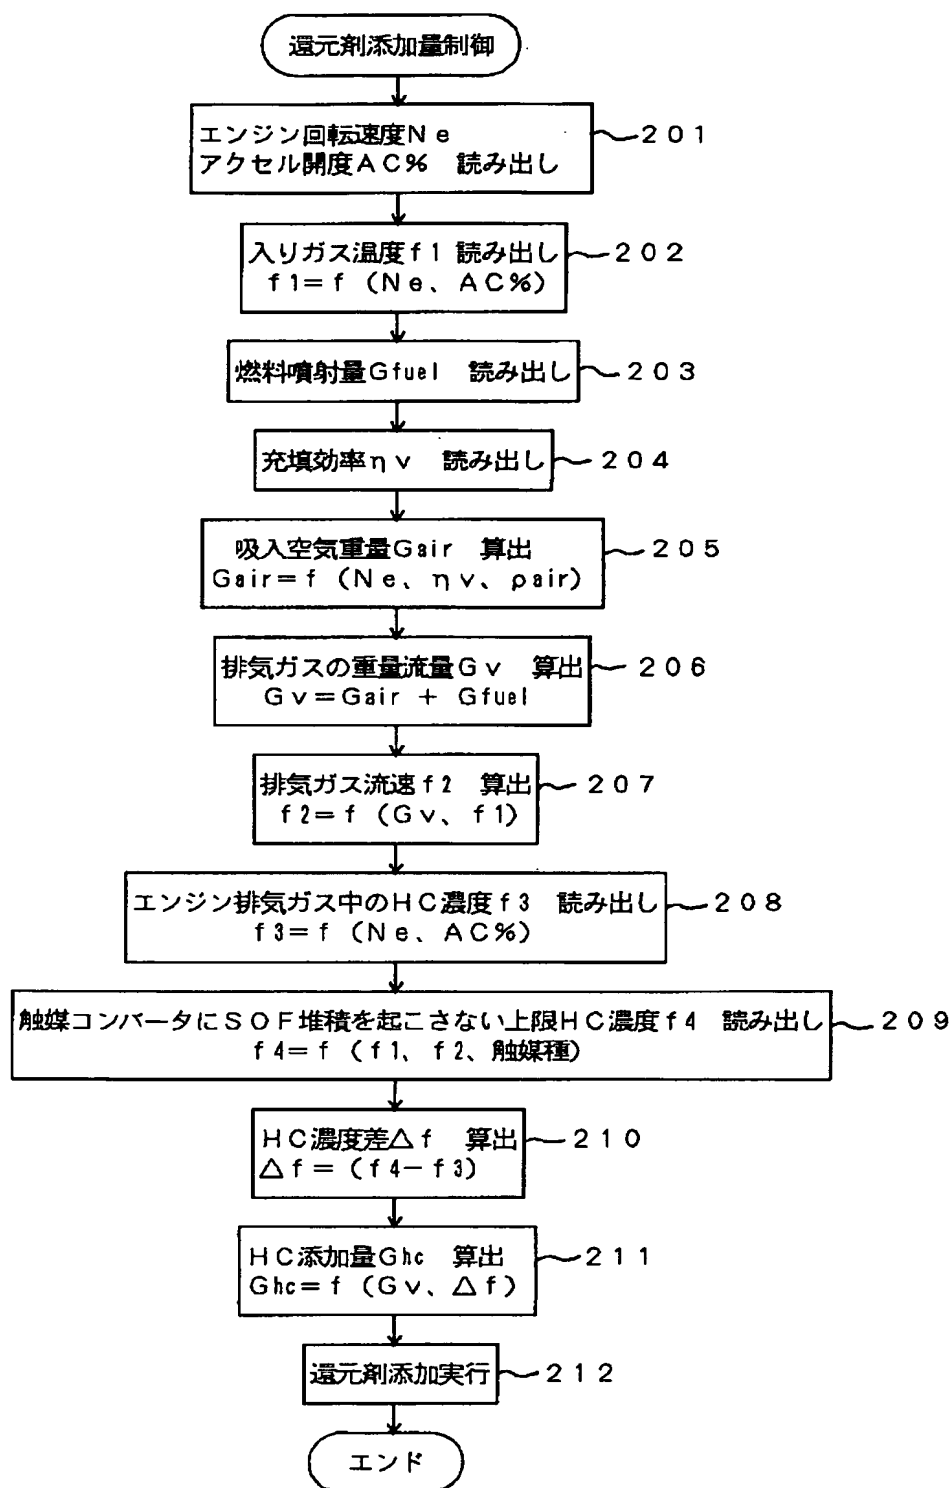 還元剤添加量制御
エンジン回転速度Ne
アクセル開度AC% 読み出し
201
入りガス温度f1 読み出し
f1=f (Ne、AC%)
202
燃料噴射量Gfuel 読み出し
203
充填効率ηv 読み出し
204
吸入空気重量Gair 算出
Gair=f (Ne、ηv、ρair)
205
排気ガスの重量流量Gv 算出
Gv=Gair + Gfuel
206
排気ガス流速f2 算出
f2=f (Gv、f1)
207
エンジン排気ガス中のHC濃度f3 読み出し
f3=f (Ne、AC%)
208
触媒コンバータにSOF堆積を起こさない上限HC濃度f4 読み出し
f4=f (f1、f2、触媒種)
209
HC濃度差△f 算出
△f=(f4-f3)
210
HC添加量Ghc 算出
Ghc=f (Gv、△f)
211
還元剤添加実行
212
エンド